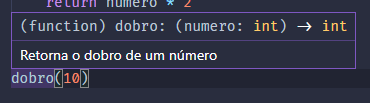 return numero * 2
(function) dobro: (numero: int) -> int
Retorna o dobro de um número
dobro(10)